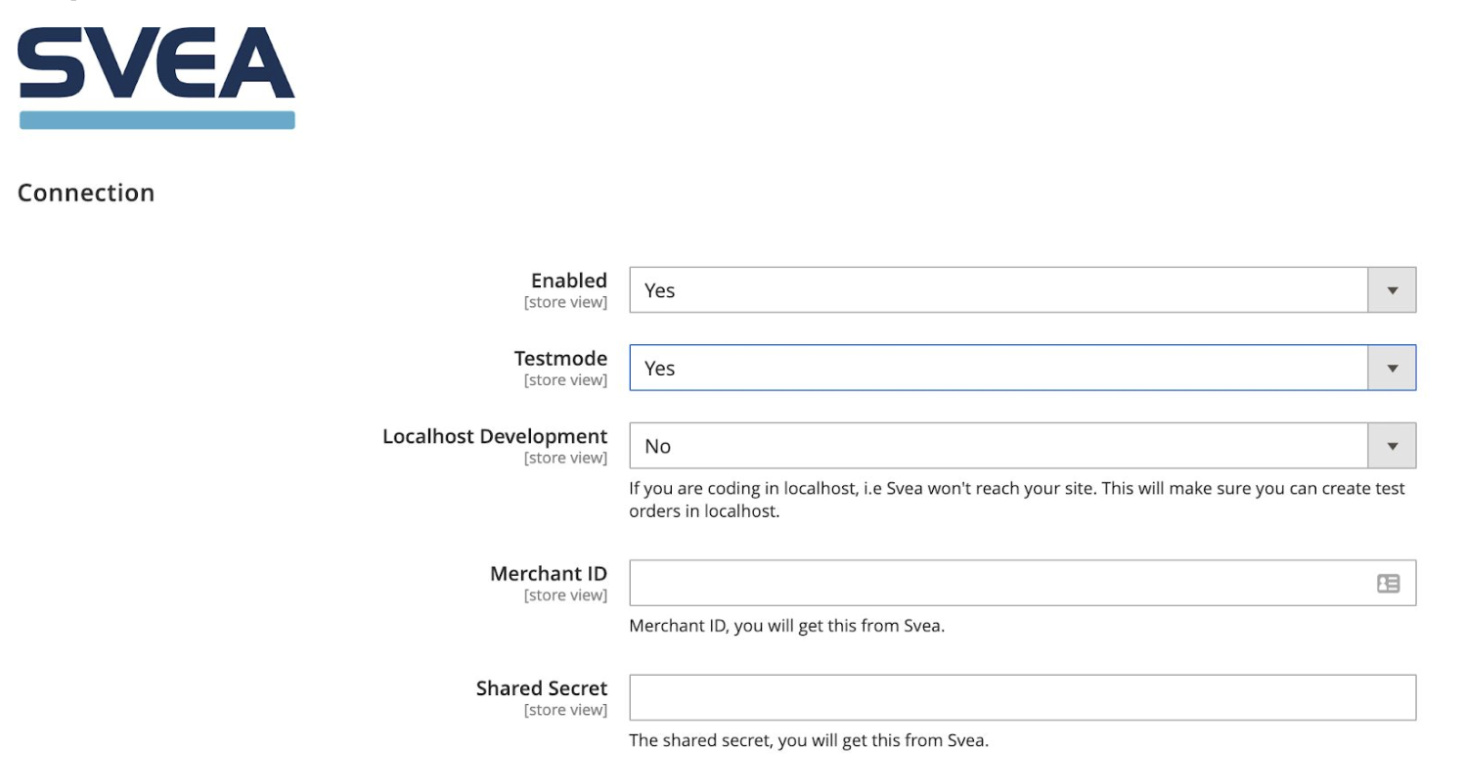 SVEA
Connection
Enabled
[store view]
Yes
Testmode
[store view]
Yes
Localhost Development
[store view]
No
If you are coding in localhost, i.e Svea won't reach your site. This will make sure you can create test
orders in localhost.
Merchant ID
[store view]
Merchant ID, you will get this from Svea.
Shared Secret
[store view]
The shared secret, you will get this from Svea.